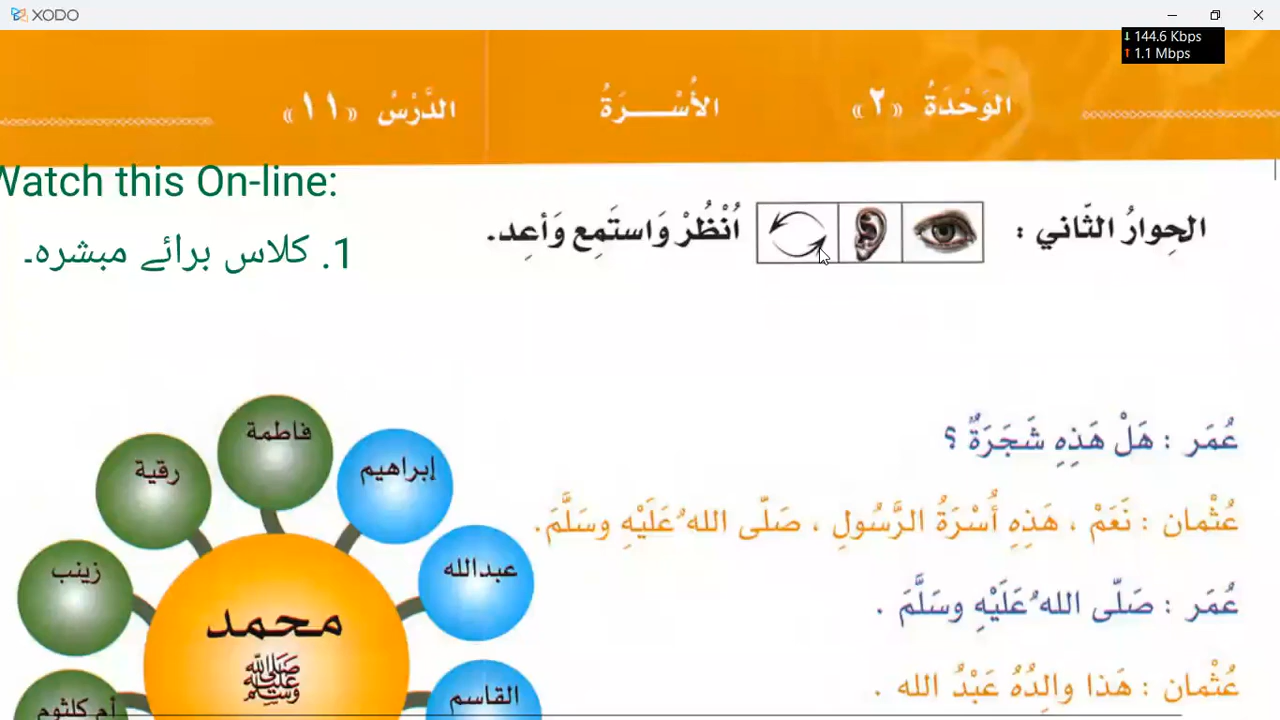 XODO
↓ 144.6 Kbps
↑ 1.1 Mbps
الوَحْدَةُ «٢» الأُسْـــرَةُ الدَّرْسُ «١١»
Watch this On-line:
1. کلاس برائے مبشرہ۔
الحِوارُ الثّاني : اُنْظُرْ وَاستَمِع وَأعِد.
عُمَر : هَلْ هَذِهِ شَجَرَةٌ ؟
عُثْمان : نَعَمْ ، هَذِهِ أُسْرَةُ الرَّسُولِ ، صَلّى اللهُ عَلَيْهِ وسَلَّمَ.
عُمَر : صَلّى اللهُ عَلَيْهِ وسَلَّمَ .
عُثْمان : هَذا والِدُهُ عَبْدُ الله .
فاطمة
إبراهيم
رقية
عبدالله
زينب
محمد
ﷺ
القاسم
أم كلثوم